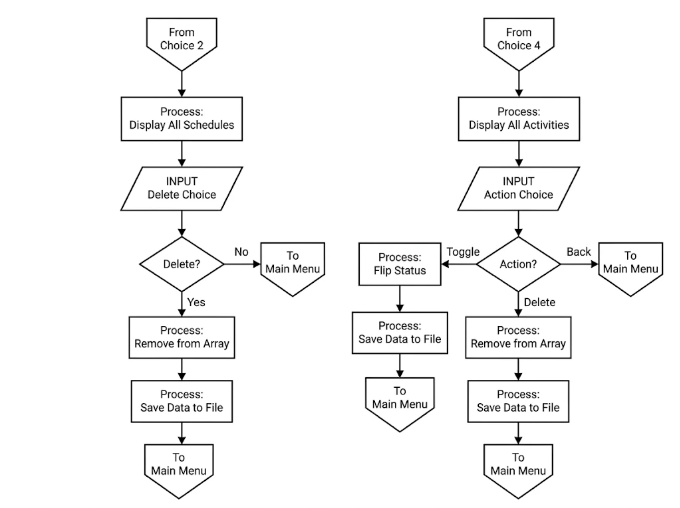 From
Choice 2
Process:
Display All Schedules
INPUT
Delete Choice
Delete?
No
To
Main Menu
Yes
Process:
Remove from Array
Process:
Save Data to File
To
Main Menu
From
Choice 4
Process:
Display All Activities
INPUT
Action Choice
Action?
Toggle
Process:
Flip Status
Process:
Save Data to File
To
Main Menu
Back
To
Main Menu
Delete
Process:
Remove from Array
Process:
Save Data to File
To
Main Menu